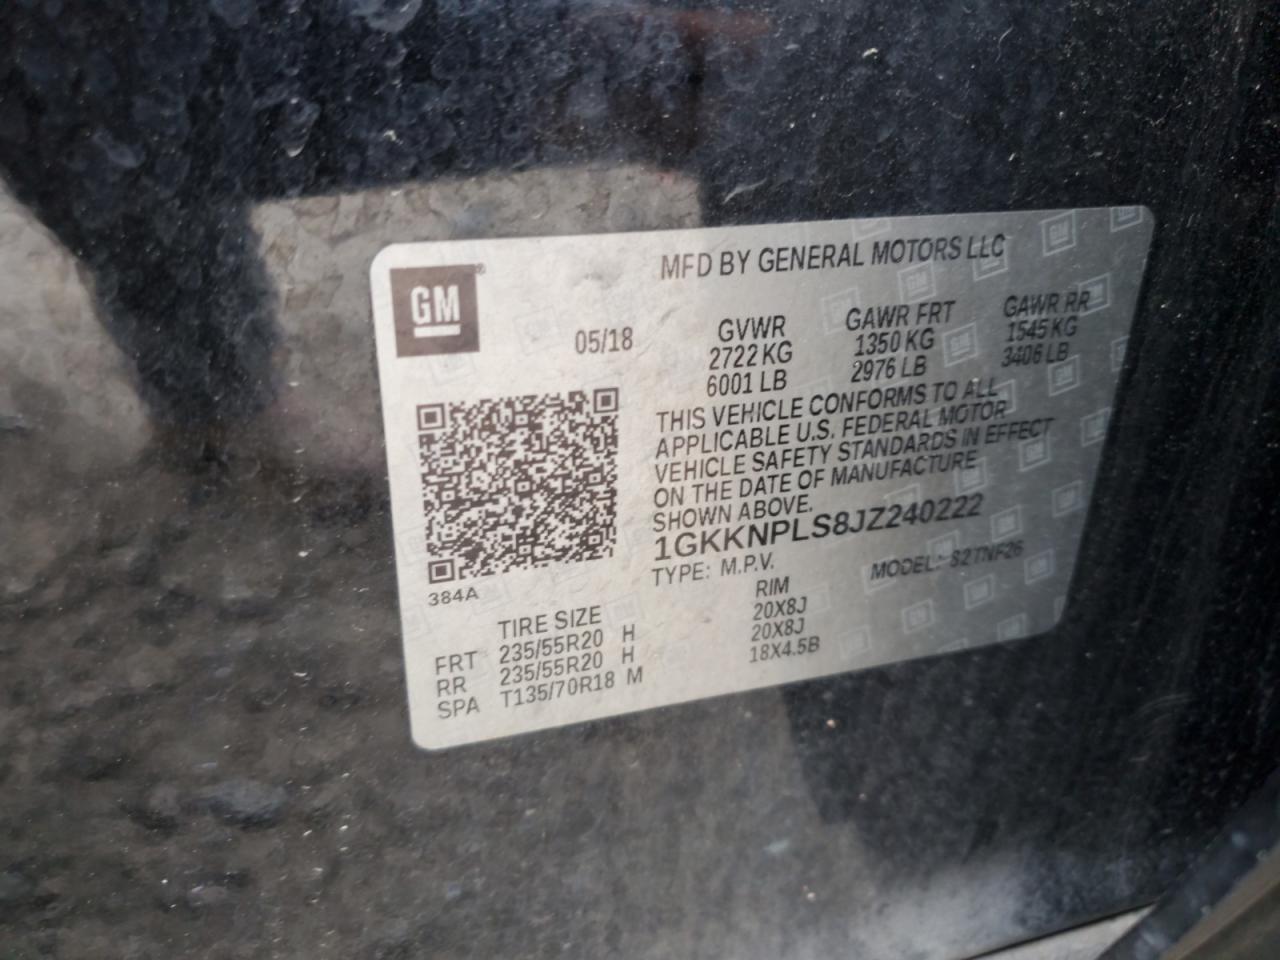 GM
MFD BY GENERAL MOTORS LLC
05/18
GVWR
2722 KG
6001 LB
GAWR FRT
1350 KG
2976 LB
GAWR RR
1545 KG
3406 LB
THIS VEHICLE CONFORMS TO ALL
APPLICABLE U.S. FEDERAL MOTOR
VEHICLE SAFETY STANDARDS IN EFFECT
ON THE DATE OF MANUFACTURE
SHOWN ABOVE.
1GKKNPLS8JZ240222
TYPE: M.P.V. MODEL: S2TNF26
384A
TIRE SIZE RIM
FRT 235/55R20 H 20X8J
RR 235/55R20 H 20X8J
SPA T135/70R18 M 18X4.5B